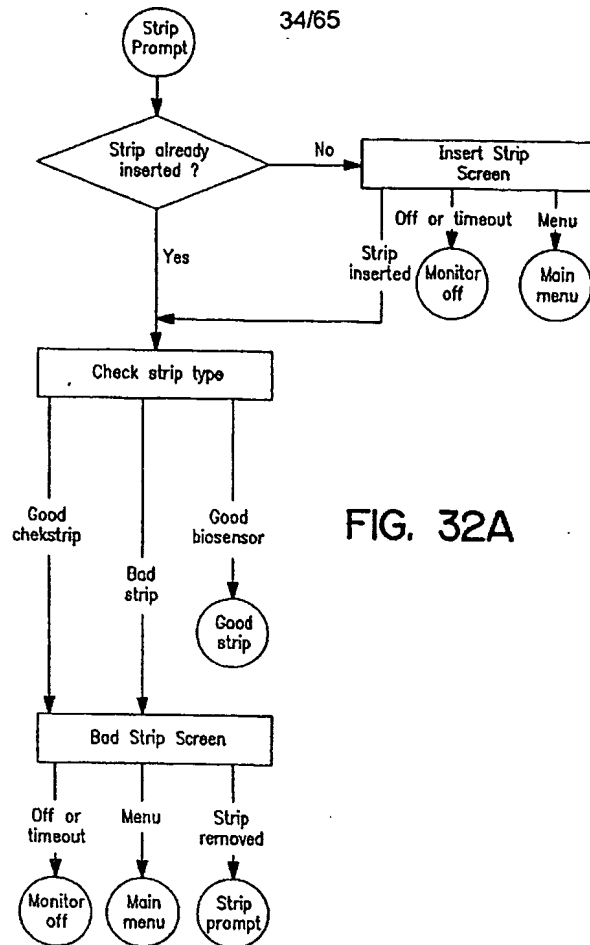 34/65
Strip
Prompt
Strip already
inserted ?
No
Insert Strip
Screen
Yes
Strip
inserted
Off or timeout
Menu
Monitor
off
Main
menu
Check strip type
Good
chekstrip
Bad
strip
Good
biosensor
Good
strip
FIG. 32A
Bad Strip Screen
Off or
timeout
Menu
Strip
removed
Monitor
off
Main
menu
Strip
prompt